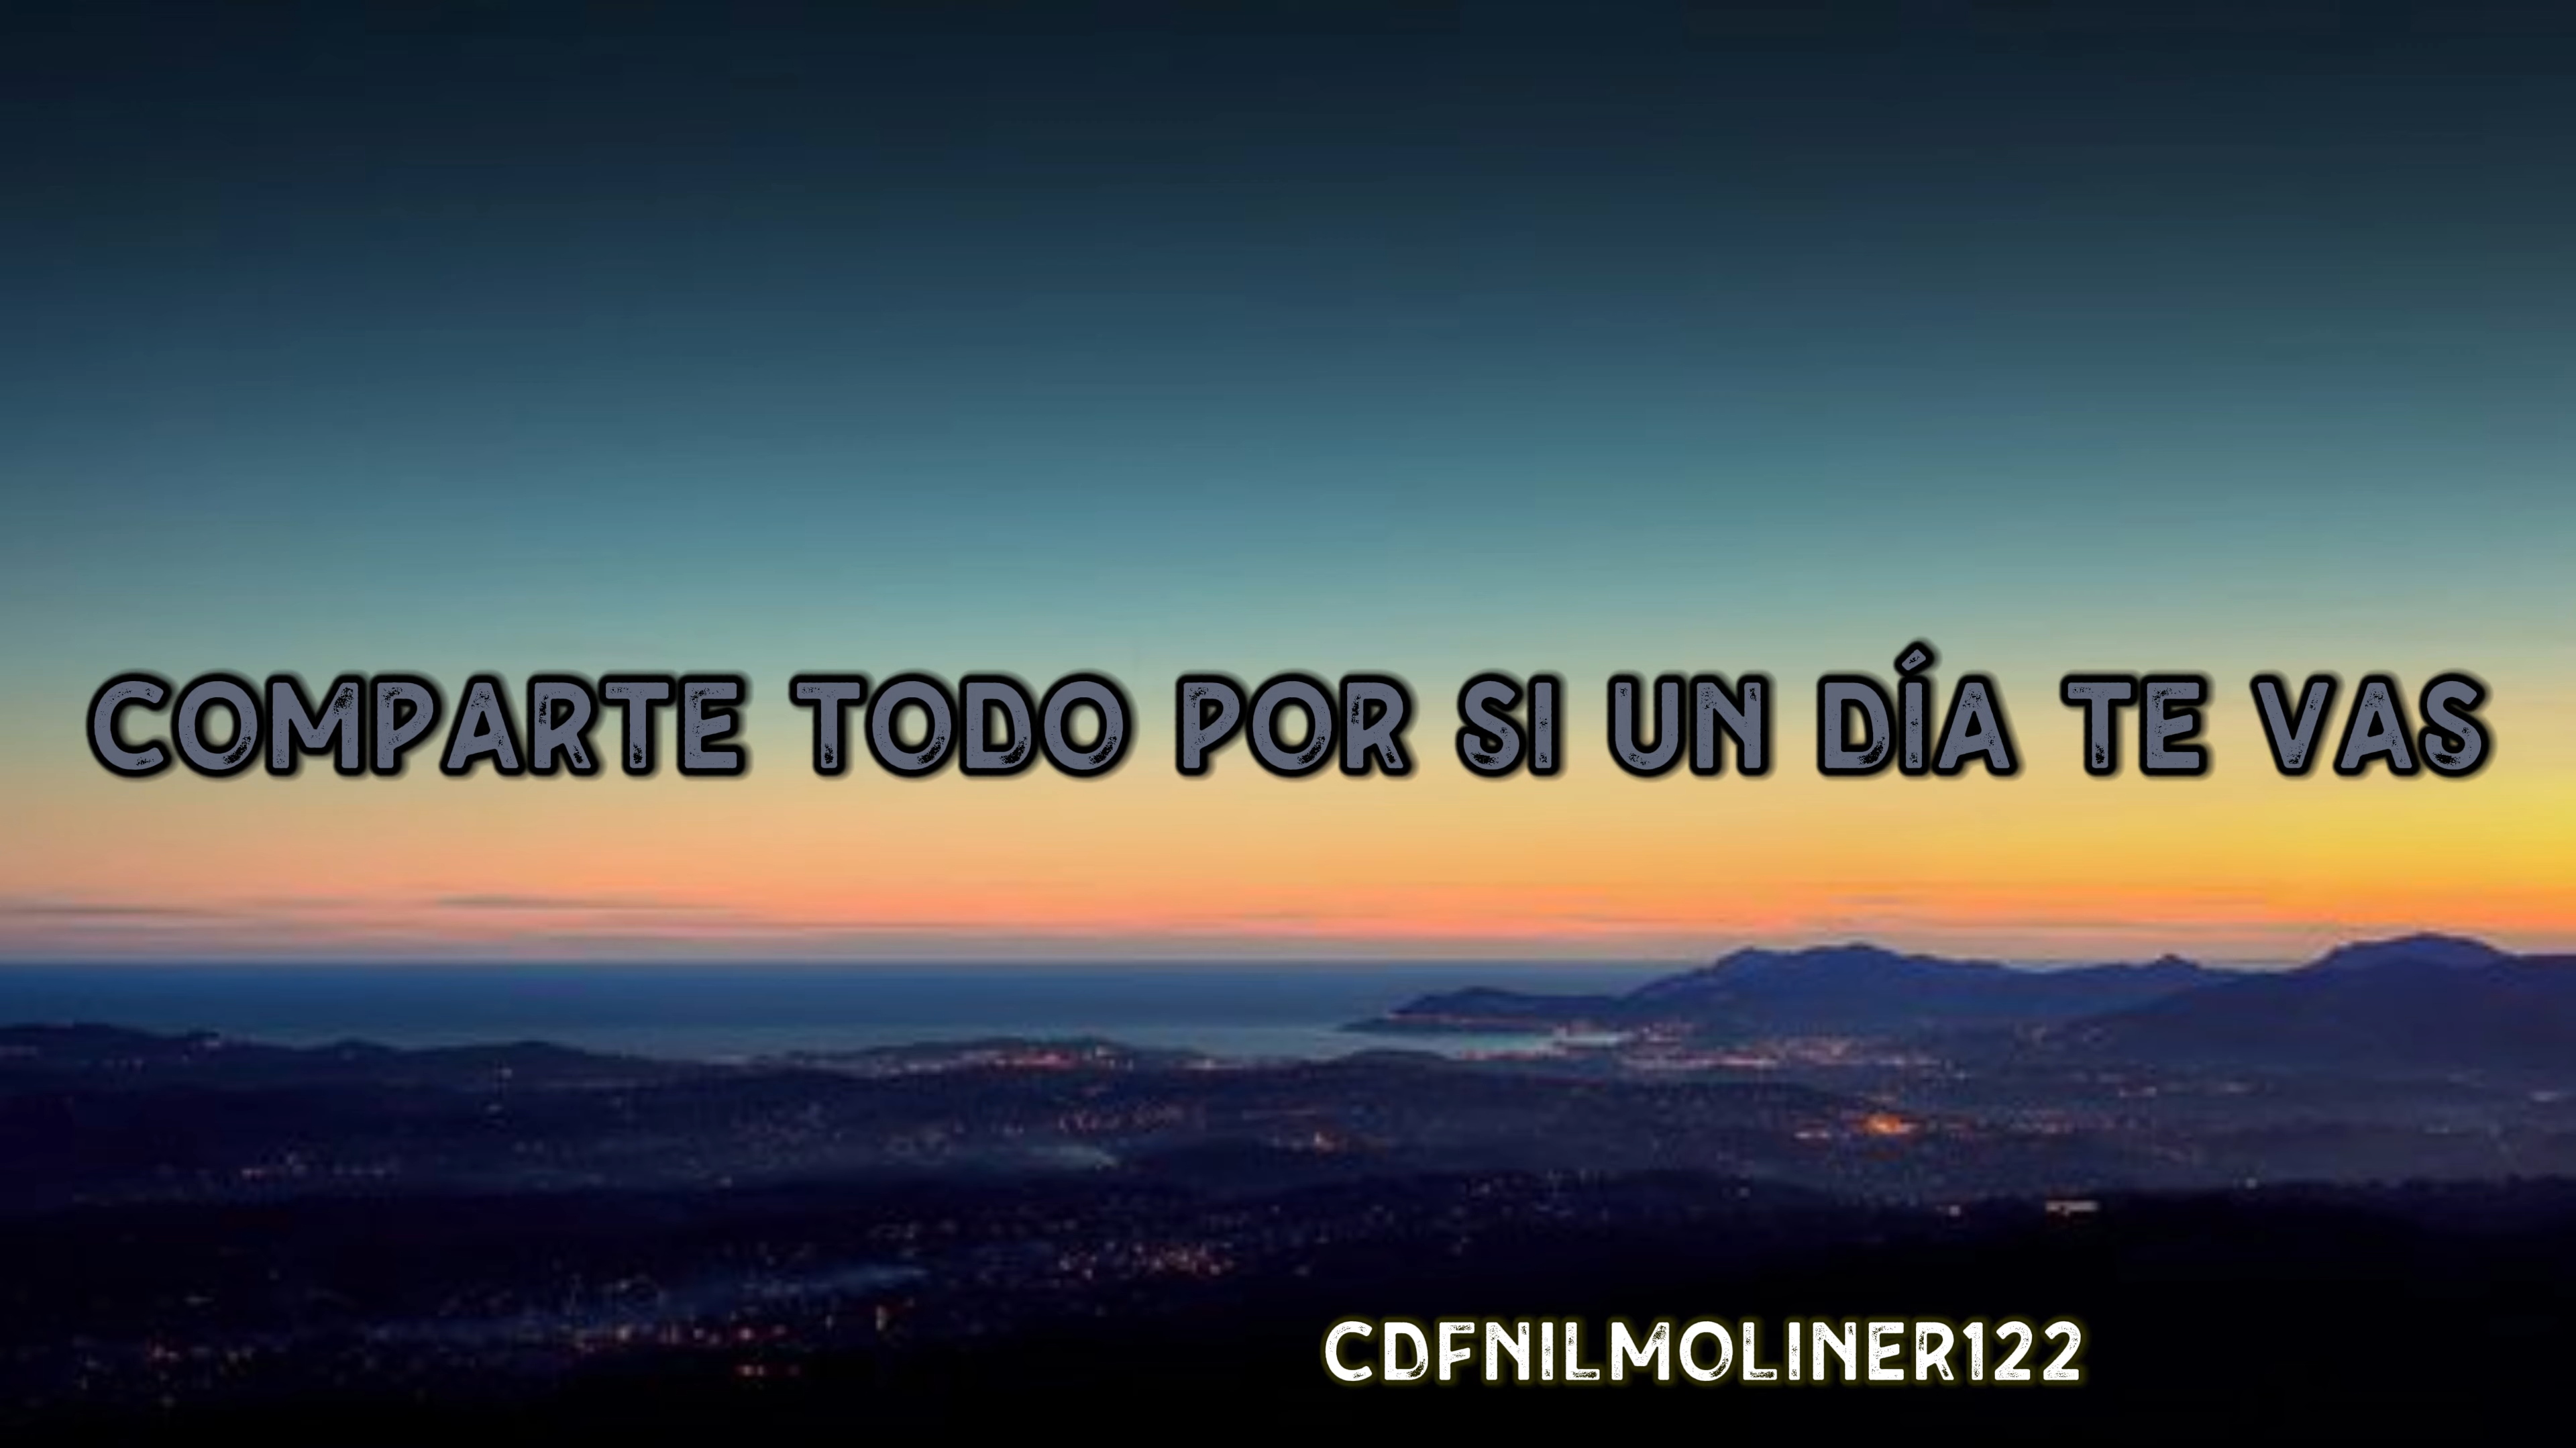 COMPARTE TODO POR SI UN DÍA TE VAS
CDFNILMOLINER122